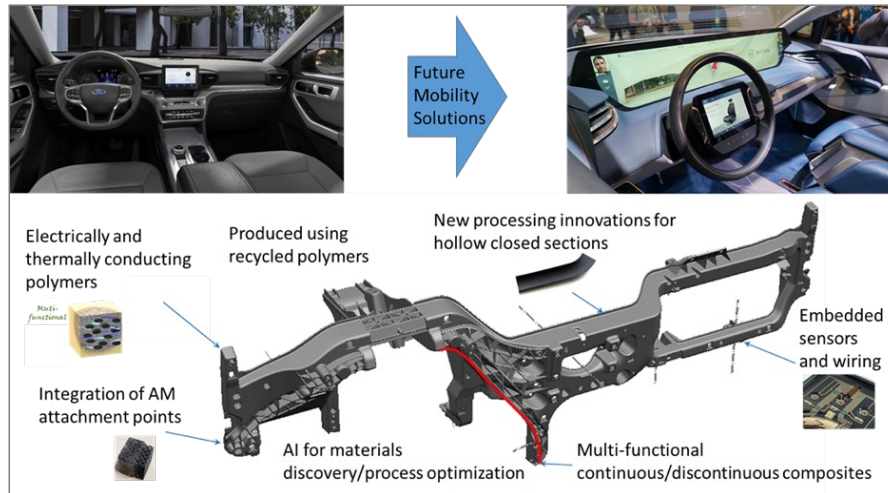 Future
Mobility
Solutions
Electrically and
thermally conducting
polymers
Muti-
functional
Produced using
recycled polymers
New processing innovations for
hollow closed sections
Embedded
sensors
and wiring
Integration of AM
attachment points
AI for materials
discovery/process optimization
Multi-functional
continuous/discontinuous composites